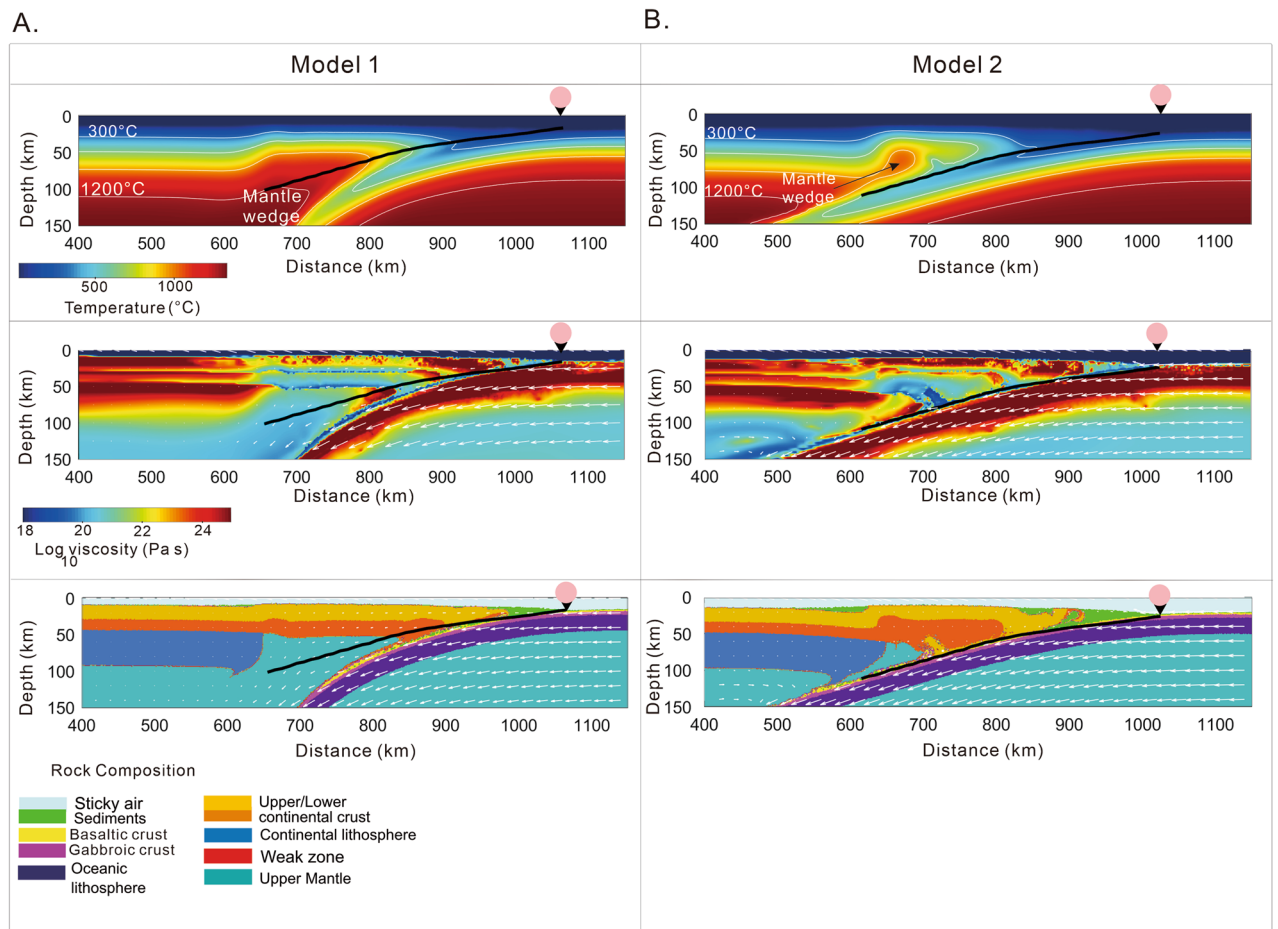 A.
B.
Model 1
Model 2
0
50
100
150
Depth (km)
300°C
1200°C
Mantle
wedge
400 500 600 700 800 900 1000 1100
Distance (km)
500 1000
Temperature (°C)
0
50
100
150
Depth (km)
300°C
1200°C
Mantle
wedge
400 500 600 700 800 900 1000 1100
Distance (km)
0
50
100
150
Depth (km)
400 500 600 700 800 900 1000 1100
Distance (km)
18 20 22 24
Log 10 viscosity (Pa s)
0
50
100
150
Depth (km)
400 500 600 700 800 900 1000 1100
Distance (km)
0
50
100
150
Depth (km)
400 500 600 700 800 900 1000 1100
Distance (km)
0
50
100
150
Depth (km)
400 500 600 700 800 900 1000 1100
Distance (km)
Rock Composition
Sticky air
Sediments
Basaltic crust
Gabbroic crust
Oceanic
lithosphere
Upper/Lower
continental crust
Continental lithosphere
Weak zone
Upper Mantle